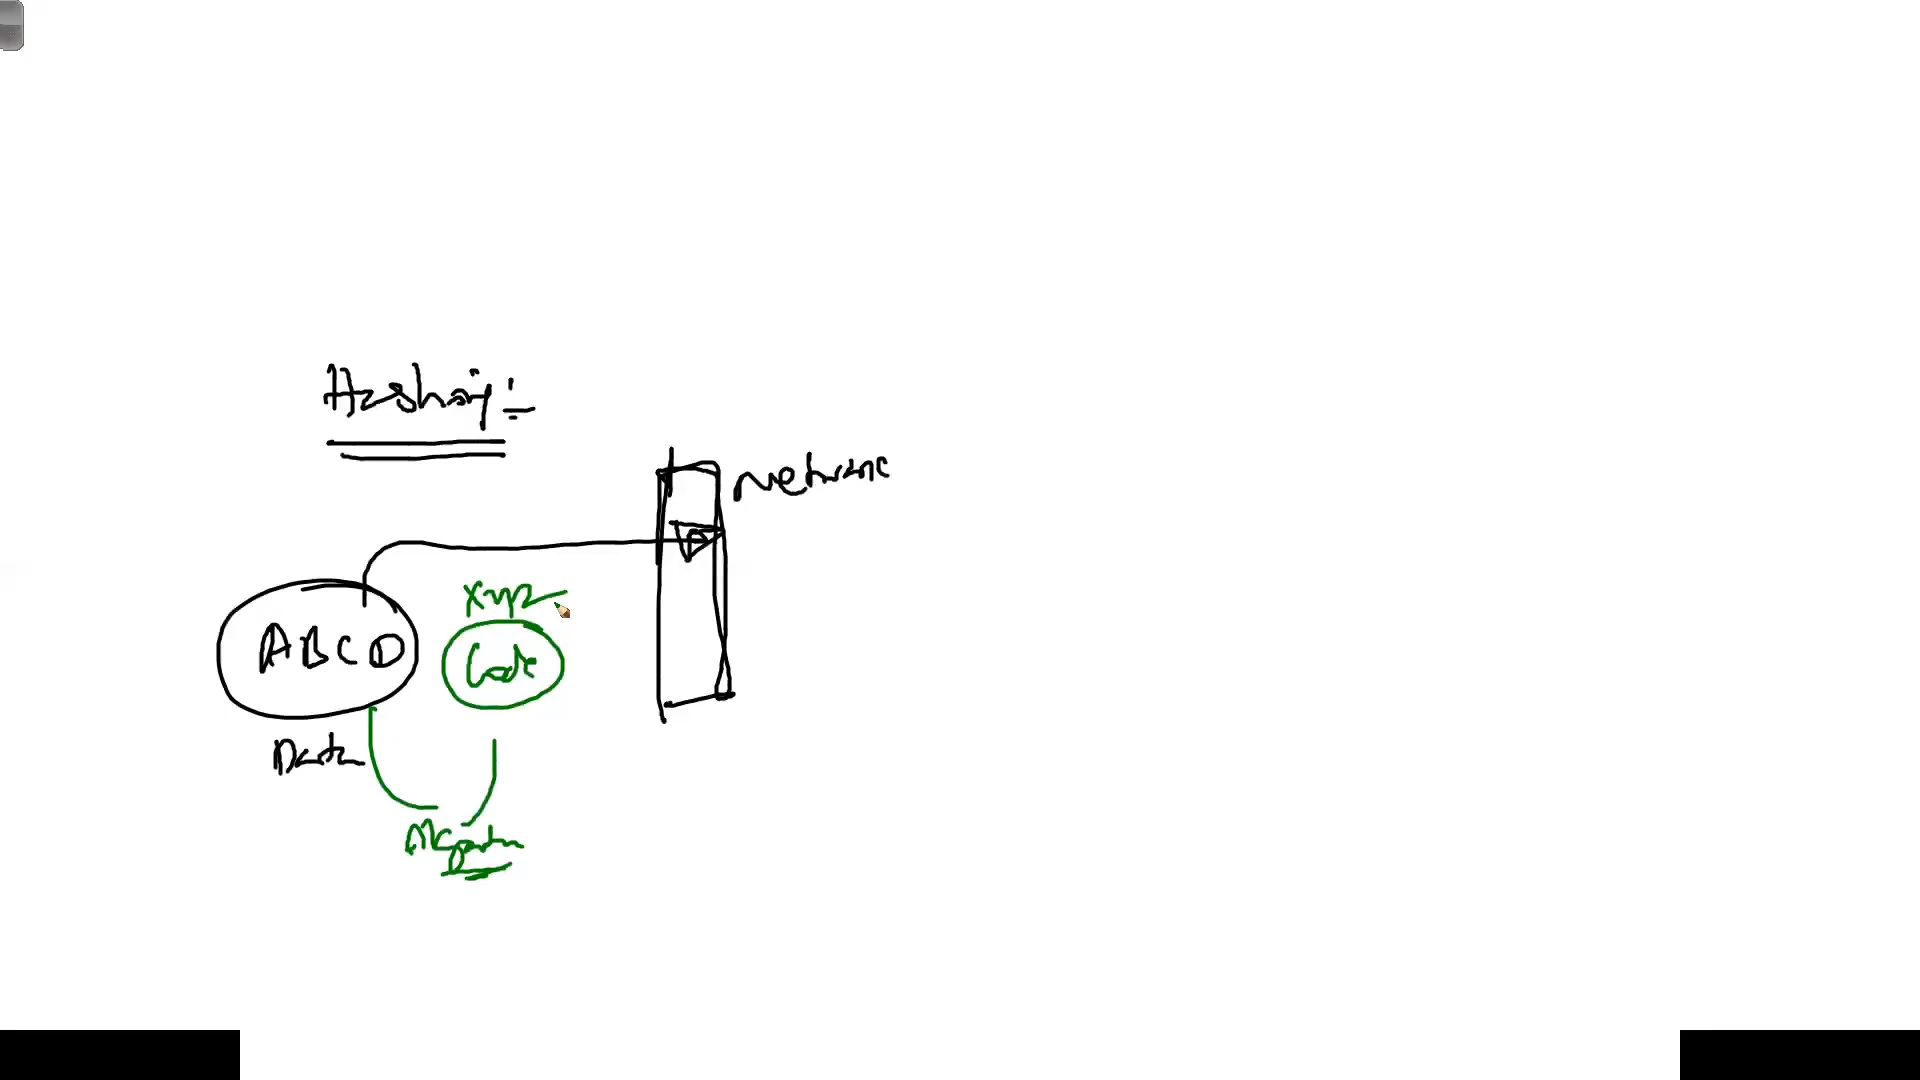 Hashing :-
Network
xyz
ABCD
Code
Data
Algorithm